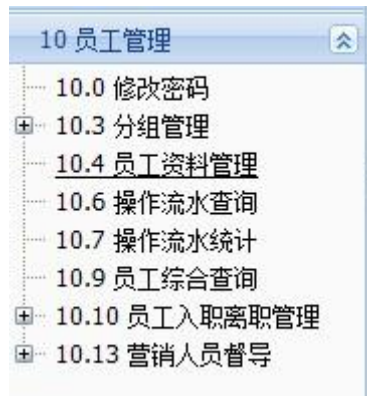 10 员工管理
10.0 修改密码
10.3 分组管理
10.4 员工资料管理
10.6 操作流水查询
10.7 操作流水统计
10.9 员工综合查询
10.10 员工入职离职管理
10.13 营销人员督导